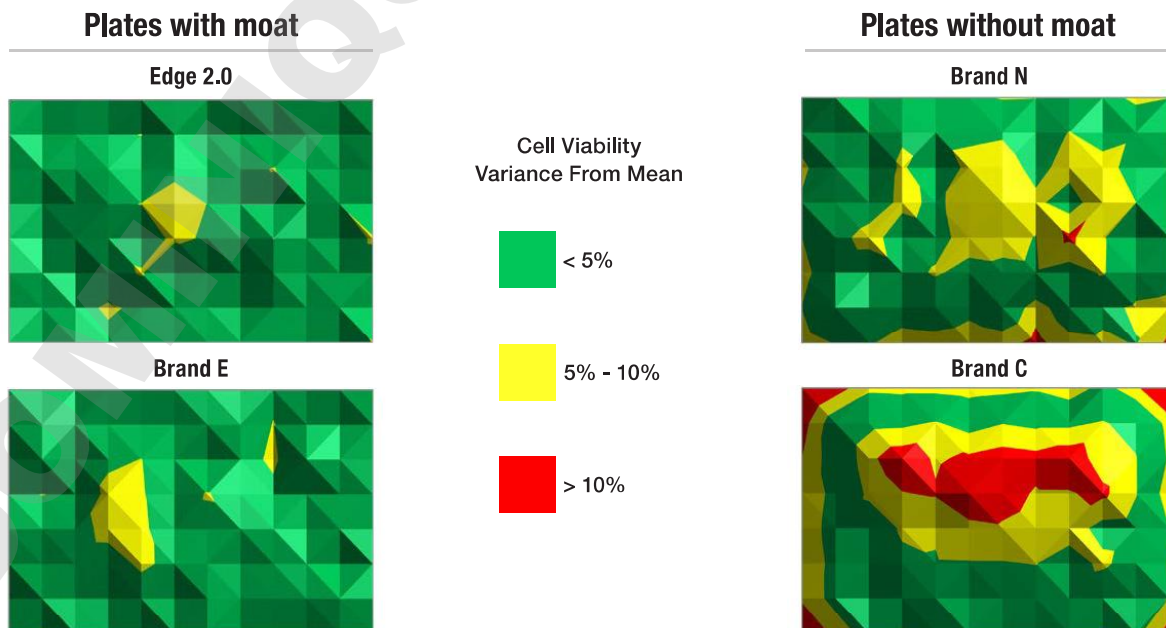 Plates with moat
Edge 2.0
Brand E
Cell Viability
Variance From Mean
< 5%
5% - 10%
> 10%
Plates without moat
Brand N
Brand C